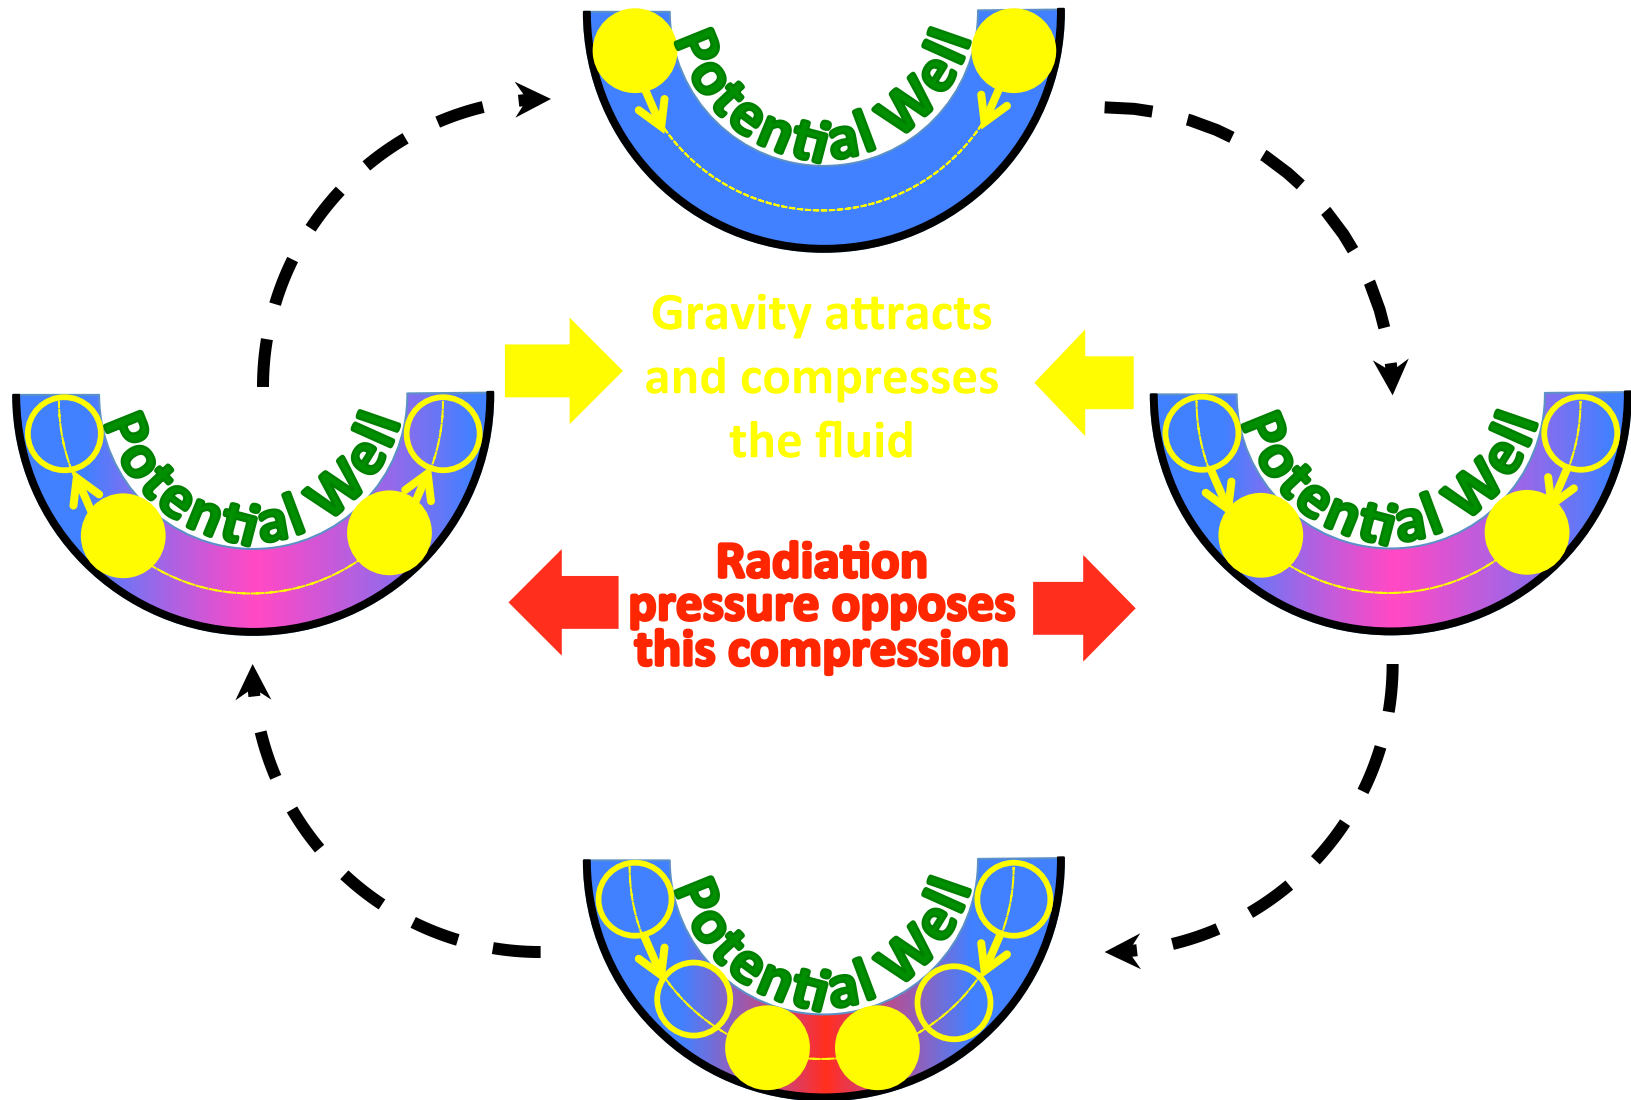 Potential Well
Gravity attracts
and compresses
the fluid
Potential Well
Potential Well
Radiation
pressure opposes
this compression
Potential Well